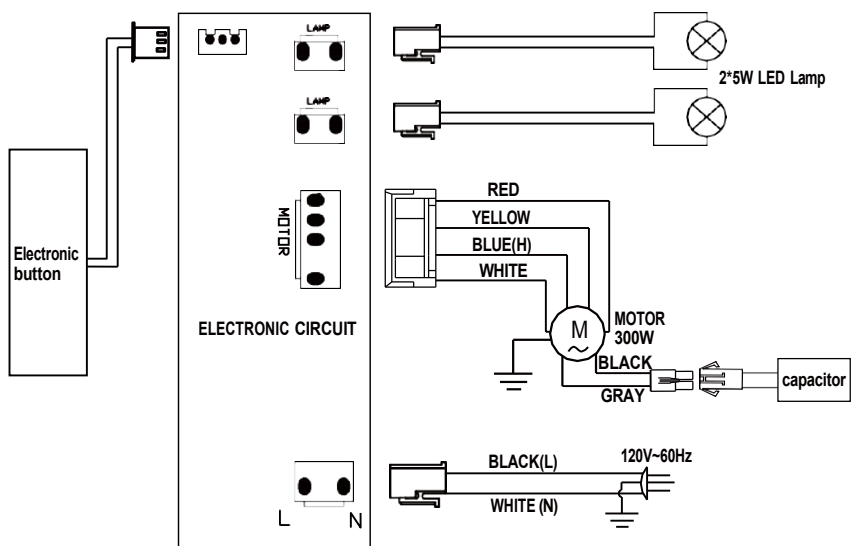 LAMP
2*5W LED Lamp
LAMP
RED
YELLOW
BLUE(H)
WHITE
MOTOR
Electronic
button
ELECTRONIC CIRCUIT
M
MOTOR
300W
BLACK
GRAY
capacitor
BLACK(L)
120V~60Hz
WHITE (N)
L
N